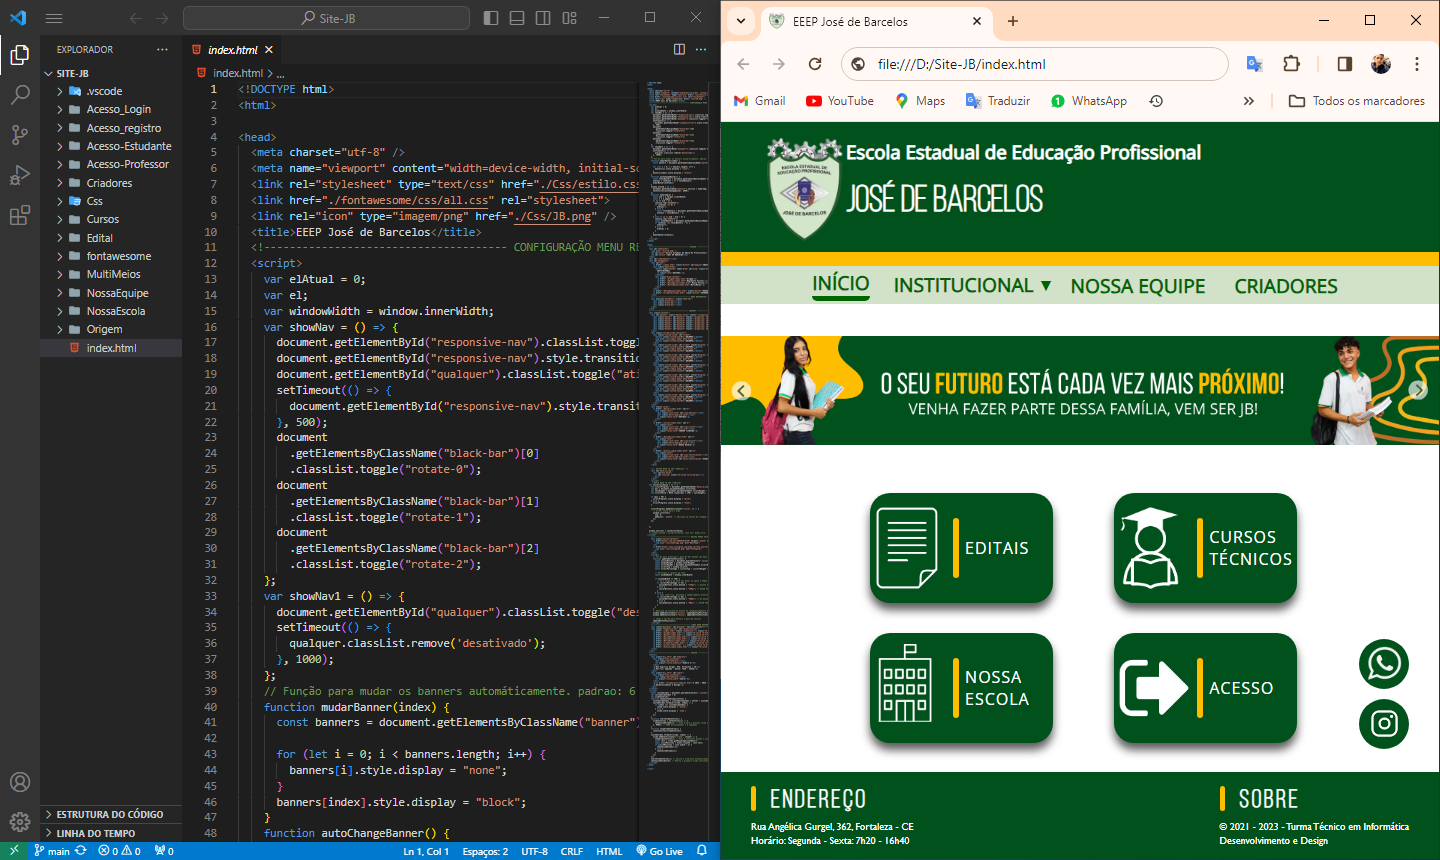 Site-JB
EXPLORADOR
SITE-JB
.vscode
Acesso_Login
Acesso_registro
Acesso-Estudante
Acesso-Professor
Criadores
Css
Cursos
Edital
fontawesome
MultiMeios
NossaEquipe
NossaEscola
Origem
index.html
ESTRUTURA DO CÓDIGO
LINHA DO TEMPO
index.html
index.html > ...
1 <!DOCTYPE html>
2 <html>
3
4 <head>
5 <meta charset="utf-8" />
6 <meta name="viewport" content="width=device-width, initial-sc
7 <link rel="stylesheet" type="text/css" href="./Css/estilo.css
8 <link href="./fontawesome/css/all.css" rel="stylesheet">
9 <link rel="icon" type="imagem/png" href="./Css/JB.png" />
10 <title>EEEP José de Barcelos</title>
11 <!------------------------------------ CONFIGURAÇÃO MENU RE
12 <script>
13 var elAtual = 0;
14 var el;
15 var windowWidth = window.innerWidth;
16 var showNav = () => {
17 document.getElementById("responsive-nav").classList.toggl
18 document.getElementById("responsive-nav").style.transitio
19 document.getElementById("qualquer").classList.toggle("ati
20 setTimeout(() => {
21 document.getElementById("responsive-nav").style.transit
22 }, 500);
23 document
24 .getElementsByClassName("black-bar")[0]
25 .classList.toggle("rotate-0");
26 document
27 .getElementsByClassName("black-bar")[1]
28 .classList.toggle("rotate-1");
29 document
30 .getElementsByClassName("black-bar")[2]
31 .classList.toggle("rotate-2");
32 };
33 var showNav1 = () => {
34 document.getElementById("qualquer").classList.toggle("des
35 setTimeout(() => {
36 qualquer.classList.remove('desativado');
37 }, 1000);
38 };
39 // Função para mudar os banners automáticamente. padrao: 6
40 function mudarBanner(index) {
41 const banners = document.getElementsByClassName("banner")
42
43 for (let i = 0; i < banners.length; i++) {
44 banners[i].style.display = "none";
45 }
46 banners[index].style.display = "block";
47 }
48 function autoChangeBanner() {
main 0 0 0
Ln 1, Col 1 Espaços: 2 UTF-8 CRLF HTML Go Live
EEEP José de Barcelos
file:///D:/Site-JB/index.html
Gmail YouTube Maps Traduzir WhatsApp Todos os marcadores
ESCOLA ESTADUAL DE
EDUCAÇÃO PROFISSIONAL
JOSÉ DE BARCELOS
Escola Estadual de Educação Profissional
JOSÉ DE BARCELOS
INÍCIO INSTITUCIONAL ▼ NOSSA EQUIPE CRIADORES
O SEU FUTURO ESTÁ CADA VEZ MAIS PRÓXIMO!
VENHA FAZER PARTE DESSA FAMÍLIA, VEM SER JB!
EDITAIS
CURSOS
TÉCNICOS
NOSSA
ESCOLA
ACESSO
ENDEREÇO
Rua Angélica Gurgel, 362, Fortaleza - CE
Horário: Segunda - Sexta: 7h20 - 16h40
SOBRE
© 2021 - 2023 - Turma Técnico em Informática
Desenvolvimento e Design